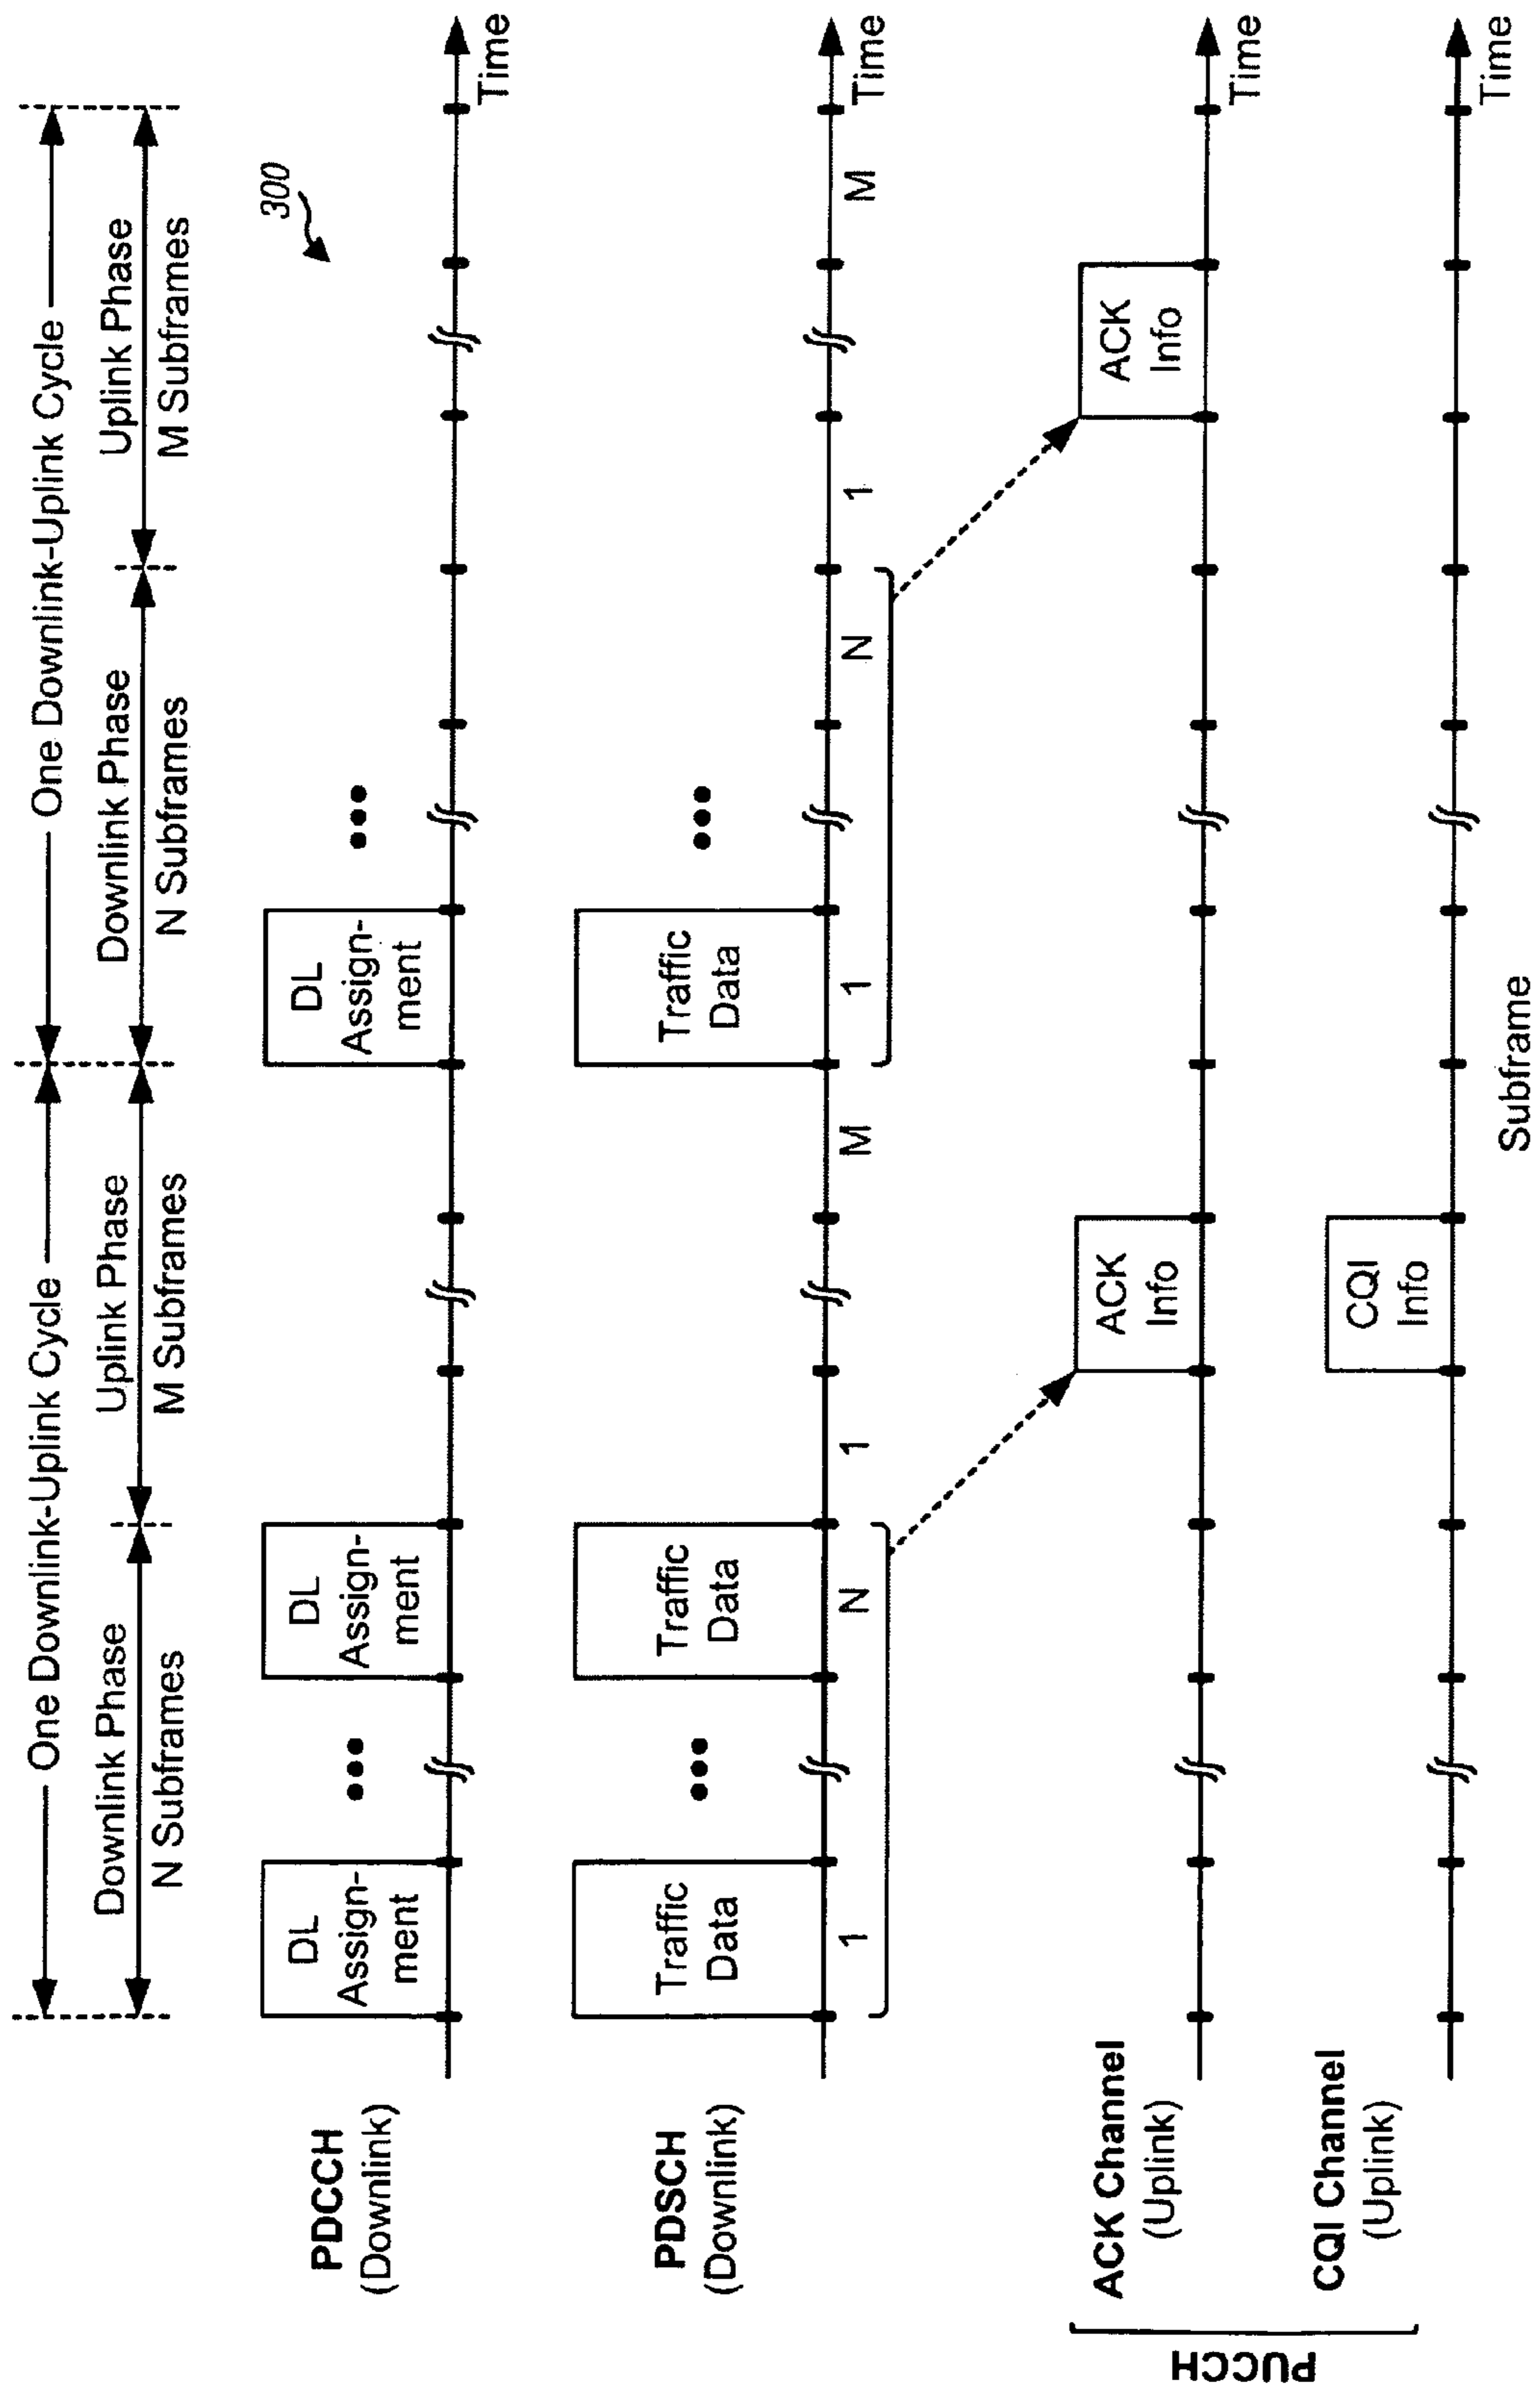 One Downlink-Uplink Cycle
One Downlink-Uplink Cycle
Downlink Phase
N Subframes
Uplink Phase
M Subframes
Downlink Phase
N Subframes
Uplink Phase
M Subframes
300
PDCCH
(Downlink)
DL
Assign-
ment
DL
Assign-
ment
DL
Assign-
ment
Time
PDSCH
(Downlink)
Traffic
Data
Traffic
Data
Traffic
Data
1
N
1
M
1
N
1
M
Time
PUCCH
ACK Channel
(Uplink)
ACK
Info
ACK
Info
Time
CQI Channel
(Uplink)
CQI
Info
Time
Subframe